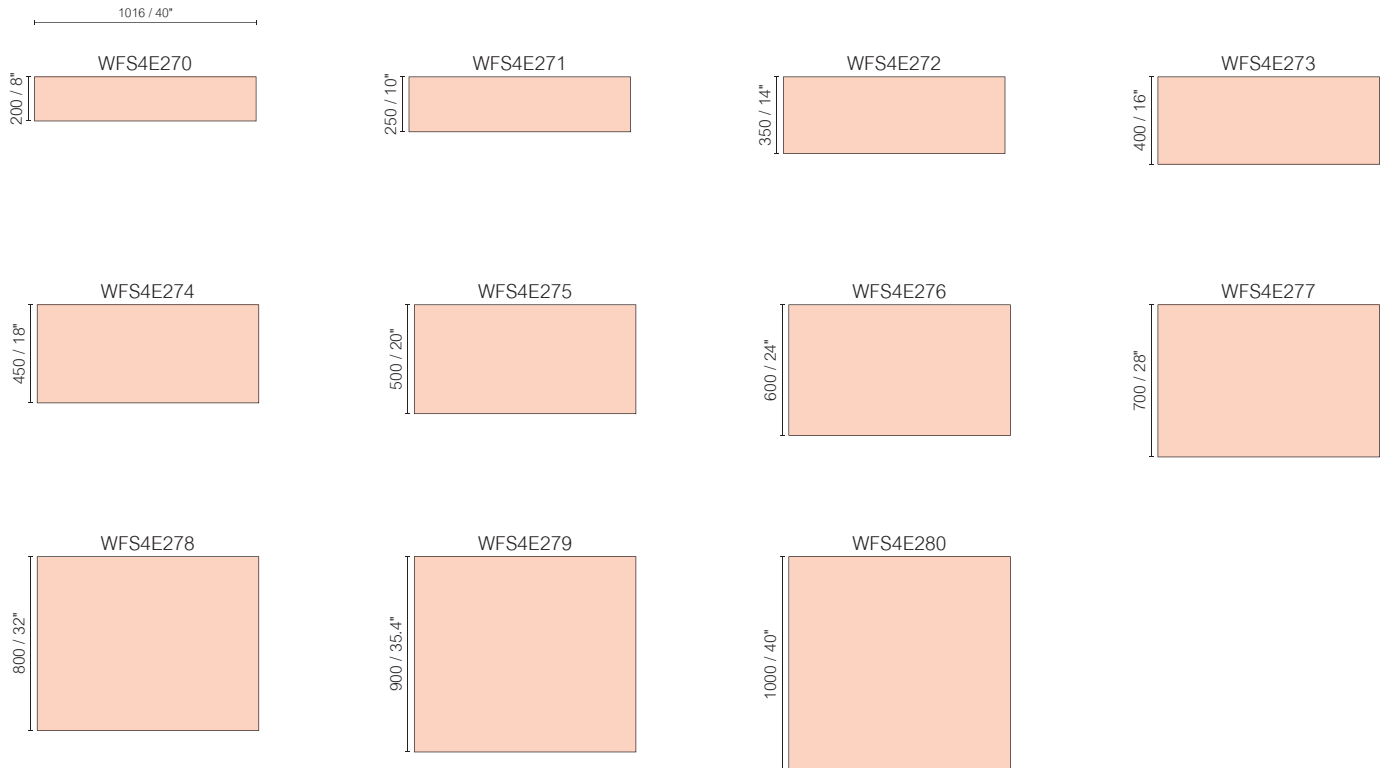 1016 / 40"
WFS4E270
WFS4E271
WFS4E272
WFS4E273
200 / 8"
250 / 10"
350 / 14"
400 / 16"
WFS4E274
WFS4E275
WFS4E276
WFS4E277
450 / 18"
500 / 20"
600 / 24"
700 / 28"
WFS4E278
WFS4E279
WFS4E280
800 / 32"
900 / 35.4"
1000 / 40"